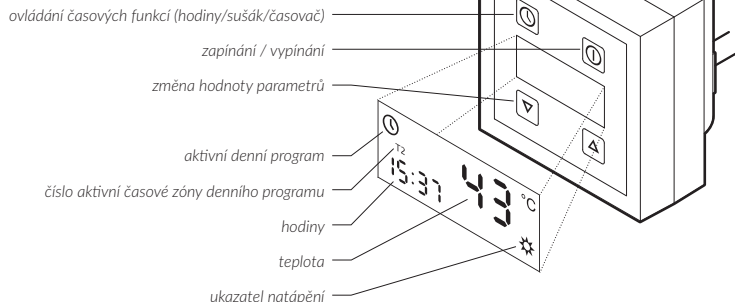 ovládání časových funkcí (hodiny/sušák/časovač)
zapínání / vypínání
změna hodnoty parametrů
aktivní denní program
číslo aktivní časové zóny denního programu
hodiny
teplota
ukazatel natápění
T2
15:37
43 °C